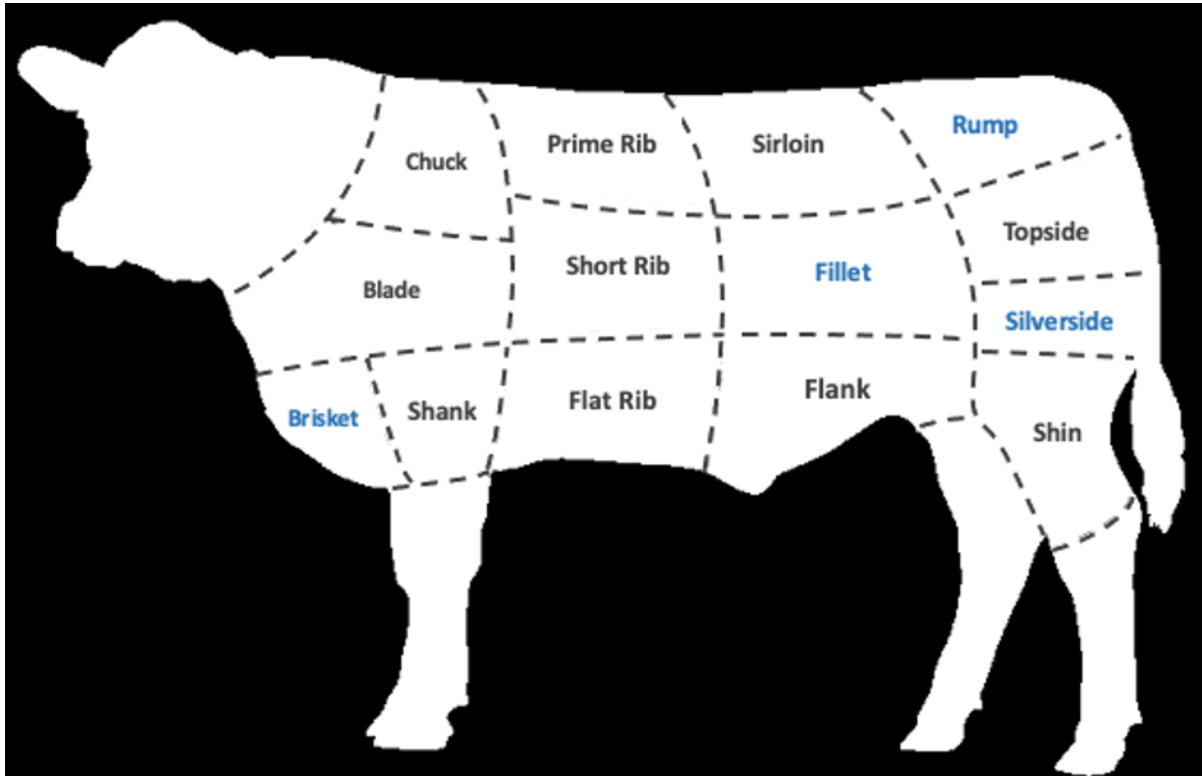 Rump
Prime Rib
Sirloin
Chuck
Topside
Short Rib
Fillet
Blade
Silverside
Flank
Flat Rib
Shank
Brisket
Shin